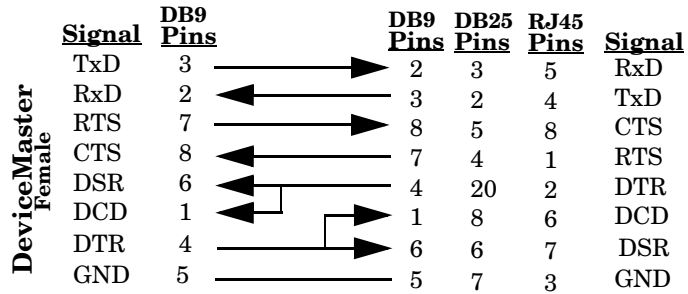 DB9 DB9 DB25 RJ45
Signal Pins Pins Pins Pins Signal
TxD 3 2 3 5 RxD
RxD 2 3 2 4 TxD
RTS 7 8 5 8 CTS
CTS 8 7 4 1 RTS
DSR 6 4 20 2 DTR
DCD 1 1 8 6 DCD
DTR 4 6 6 7 DSR
GND 5 5 7 3 GND
DeviceMaster
Female